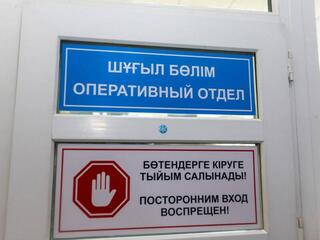 ШҰҒЫЛ БӨЛІМ
ОПЕРАТИВНЫЙ ОТДЕЛ
БӨТЕНДЕРГЕ КІРУГЕ
ТЫЙЫМ САЛЫНАДЫ!
ПОСТОРОННИМ ВХОД
ВОСПРЕЩЕН!